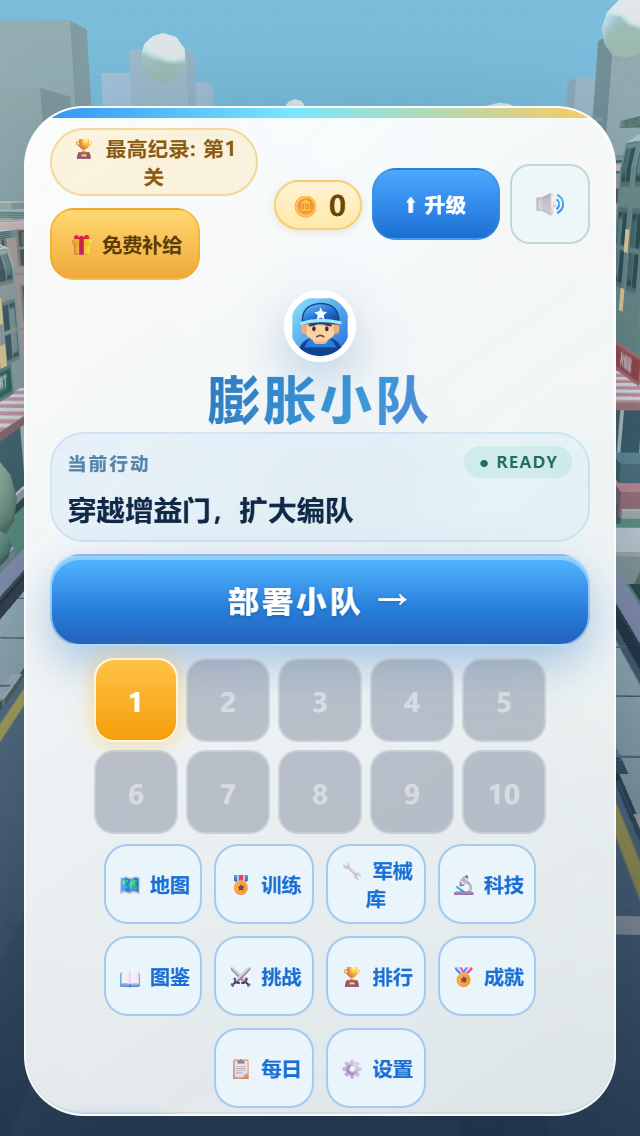 最高纪录: 第1
关
免费补给
0
⬆ 升级
膨胀小队
当前行动
● READY
穿越增益门，扩大编队
部署小队 →
1
2
3
4
5
6
7
8
9
10
地图
训练
军械
库
科技
图鉴
挑战
排行
成就
每日
设置